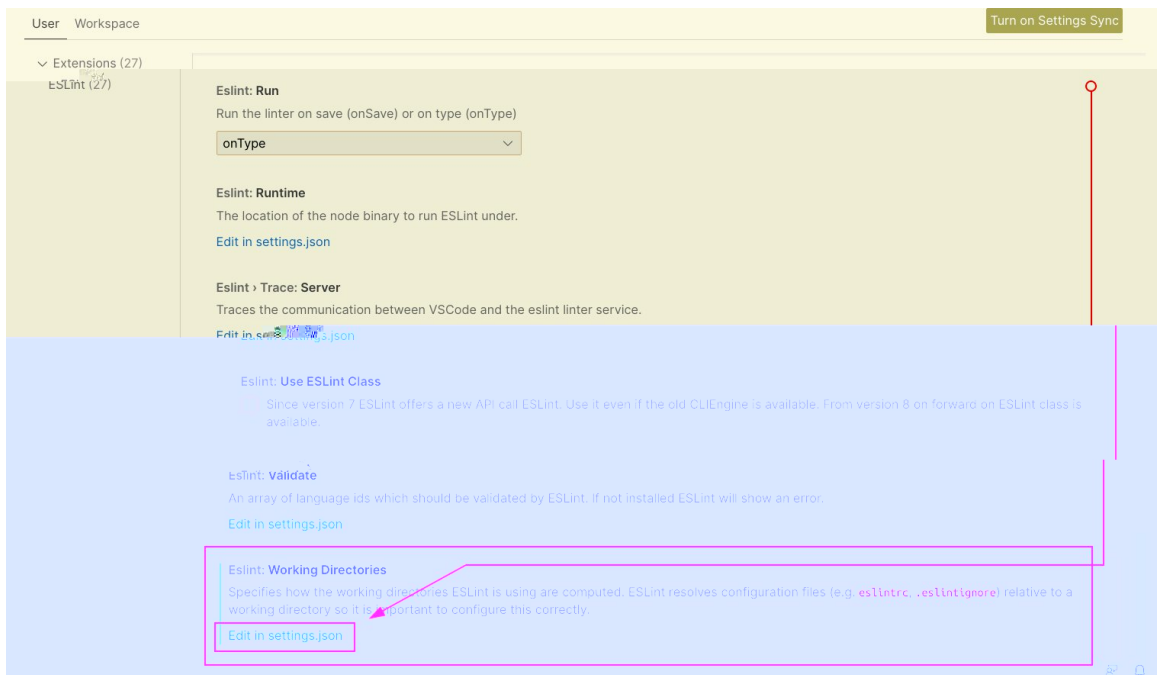 User Workspace
Turn on Settings Sync
Extensions (27)
ESLint (27)
Eslint: Run
Run the linter on save (onSave) or on type (onType)
onType
Eslint: Runtime
The location of the node binary to run ESLint under.
Edit in settings.json
Eslint › Trace: Server
Traces the communication between VSCode and the eslint linter service.
Edit in settings.json
Eslint: Use ESLint Class
Since version 7 ESLint offers a new API call ESLint. Use it even if the old CLIEngine is available. From version 8 on forward on ESLint class is
available.
Eslint: Validate
An array of language ids which should be validated by ESLint. If not installed ESLint will show an error.
Edit in settings.json
Eslint: Working Directories
Specifies how the working directories ESLint is using are computed. ESLint resolves configuration files (e.g. eslintrc, .eslintignore) relative to a
working directory so it is important to configure this correctly.
Edit in settings.json